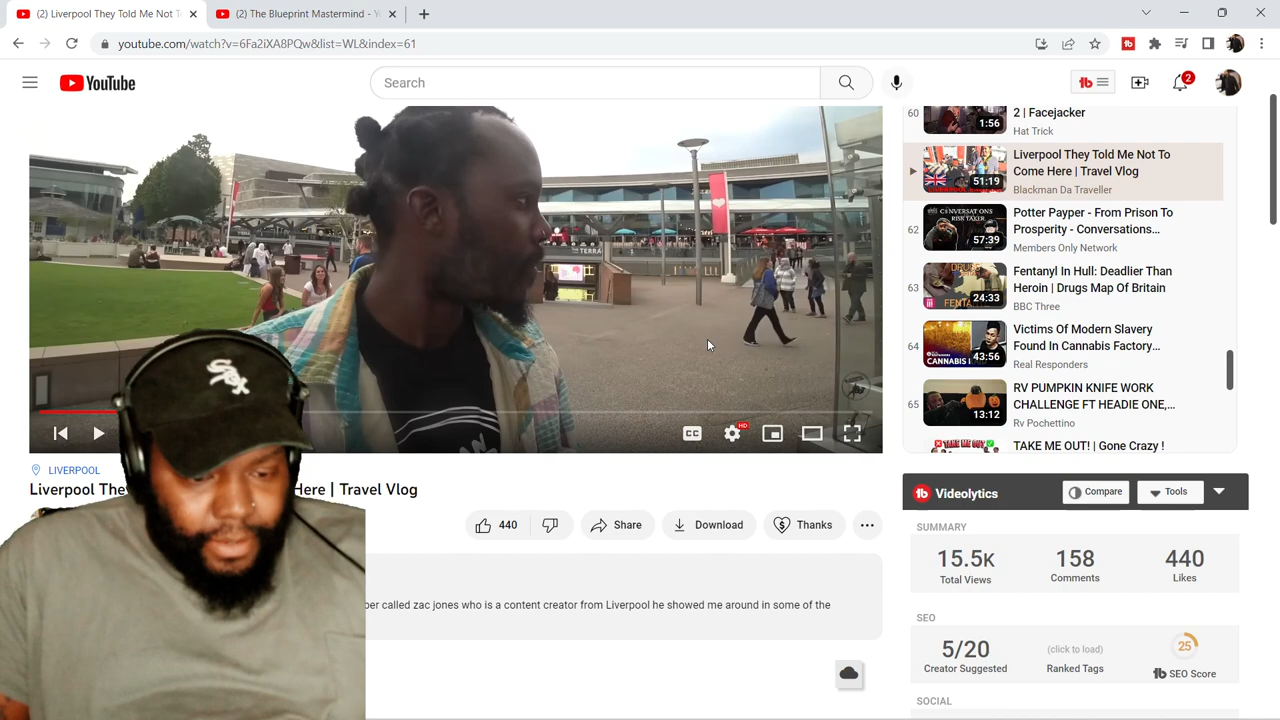 (2) Liverpool They Told Me Not T
(2) The Blueprint Mastermind - Y
youtube.com/watch?v=6Fa2iXA8PQw&list=WL&index=61
YouTube
Search
tb
2
60
1:56
2 | Facejacker
Hat Trick
51:19
Liverpool They Told Me Not To
Come Here | Travel Vlog
Blackman Da Traveller
62
57:39
Potter Payper - From Prison To
Prosperity - Conversations...
Members Only Network
63
24:33
Fentanyl In Hull: Deadlier Than
Heroin | Drugs Map Of Britain
BBC Three
64
43:56
Victims Of Modern Slavery
Found In Cannabis Factory...
Real Responders
65
13:12
RV PUMPKIN KNIFE WORK
CHALLENGE FT HEADIE ONE,...
Rv Pochettino
TAKE ME OUT! | Gone Crazy !
CC
HD
LIVERPOOL
Liverpool The
Here | Travel Vlog
440
Share
Download
Thanks
...
called zac jones who is a content creator from Liverpool he showed me around in some of the
Sox
tb Videolytics
Compare
Tools
SUMMARY
15.5K
158
440
Total Views
Comments
Likes
SEO
5/20
(click to load)
25
Creator Suggested
Ranked Tags
tb SEO Score
SOCIAL